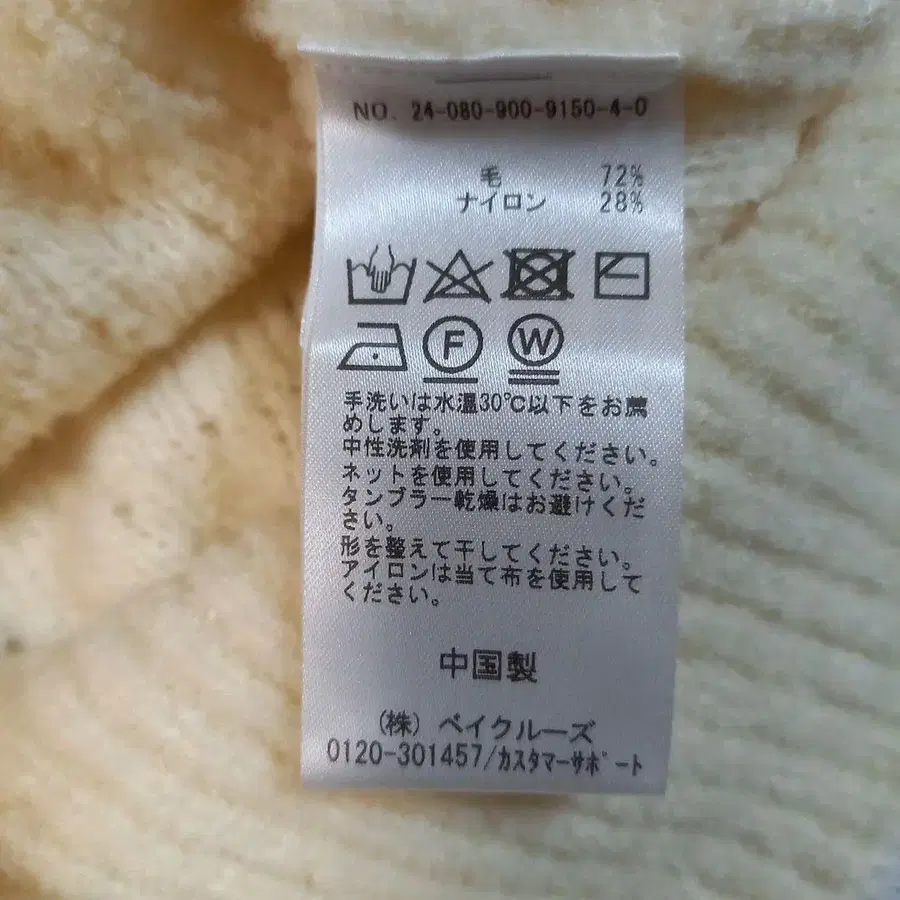 NO. 24-080-900-9150-4-0
毛 72%
ナイロン 28%
F W
手洗いは水温30℃以下をお薦
めします。
中性洗剤を使用してください。
ネットを使用してください。
タンブラー乾燥はお避けくだ
さい。
形を整えて干してください。
アイロンは当て布を使用して
ください。
中国製
(株) ベイクルーズ
0120-301457/カスタマーサポート